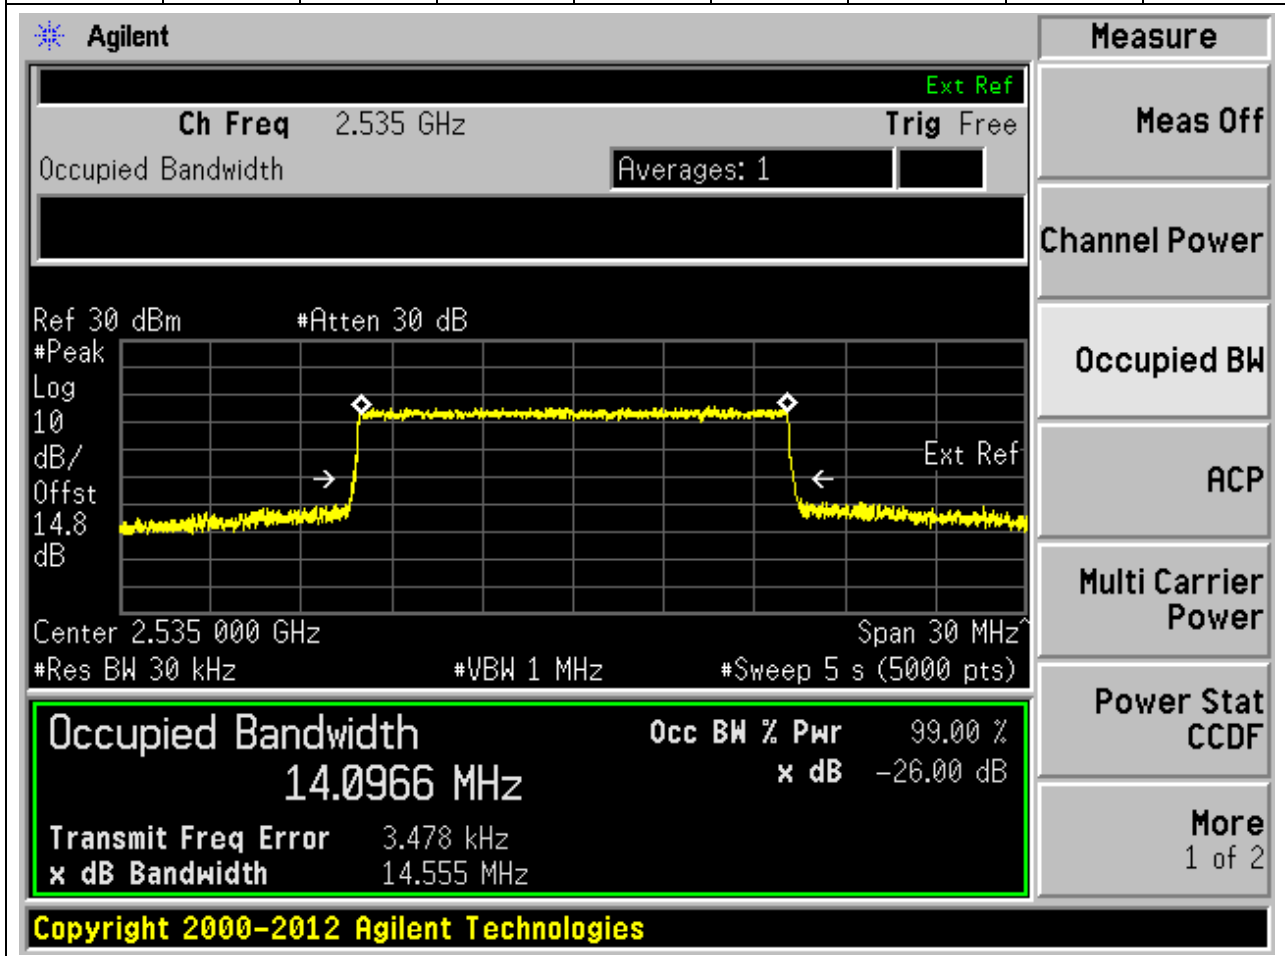 Agilent
Measure
Ext Ref
Ch Freq 2.535 GHz Trig Free
Meas Off
Occupied Bandwidth Averages: 1
Channel Power
Ref 30 dBm #Atten 30 dB
#Peak
Log
10
dB/
Offst
14.8
dB
Ext Ref
Occupied BW
ACP
Center 2.535 000 GHz Span 30 MHz^
#Res BW 30 kHz #VBW 1 MHz #Sweep 5 s (5000 pts)
Multi Carrier
Power
Occupied Bandwidth Occ BW % Pwr 99.00 %
14.0966 MHz x dB -26.00 dB
Power Stat
CCDF
Transmit Freq Error 3.478 kHz
x dB Bandwidth 14.555 MHz
More
1 of 2
Copyright 2000-2012 Agilent Technologies